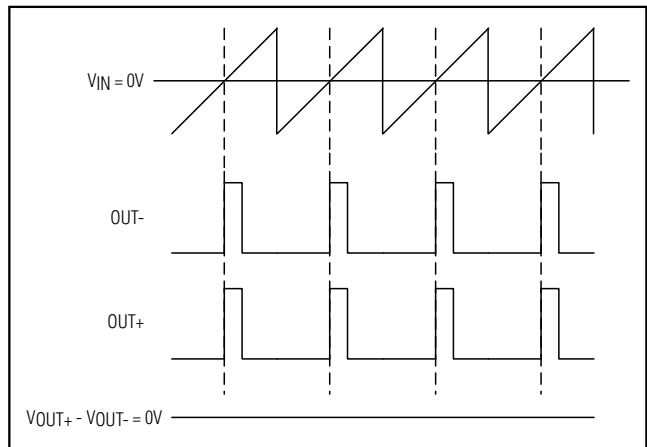 VIN = 0V
OUT-
OUT+
VOUT+ - VOUT- = 0V